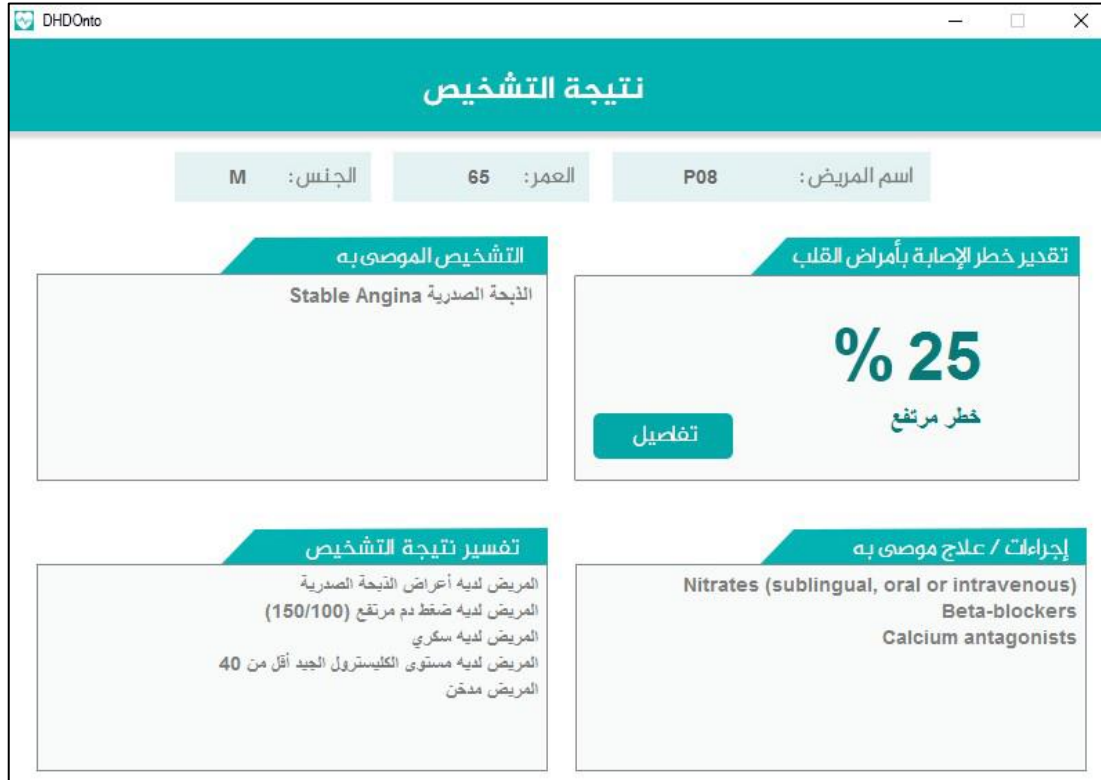 DHDOnto
نتيجة التشخيص
اسم المريض: P08
العمر: 65
الجنس: M
تقدير خطر الإصابة بأمراض القلب
% 25
خطر مرتفع
تفاصيل
التشخيص الموصى به
الذبحة الصدرية Stable Angina
إجراءات / علاج موصى به
Nitrates (sublingual, oral or intravenous)
Beta-blockers
Calcium antagonists
تفسير نتيجة التشخيص
المريض لديه أعراض الذبحة الصدرية
المريض لديه ضغط دم مرتفع (150/100)
المريض لديه سكري
المريض لديه مستوى الكليسترول الجيد أقل من 40
المريض مدخن